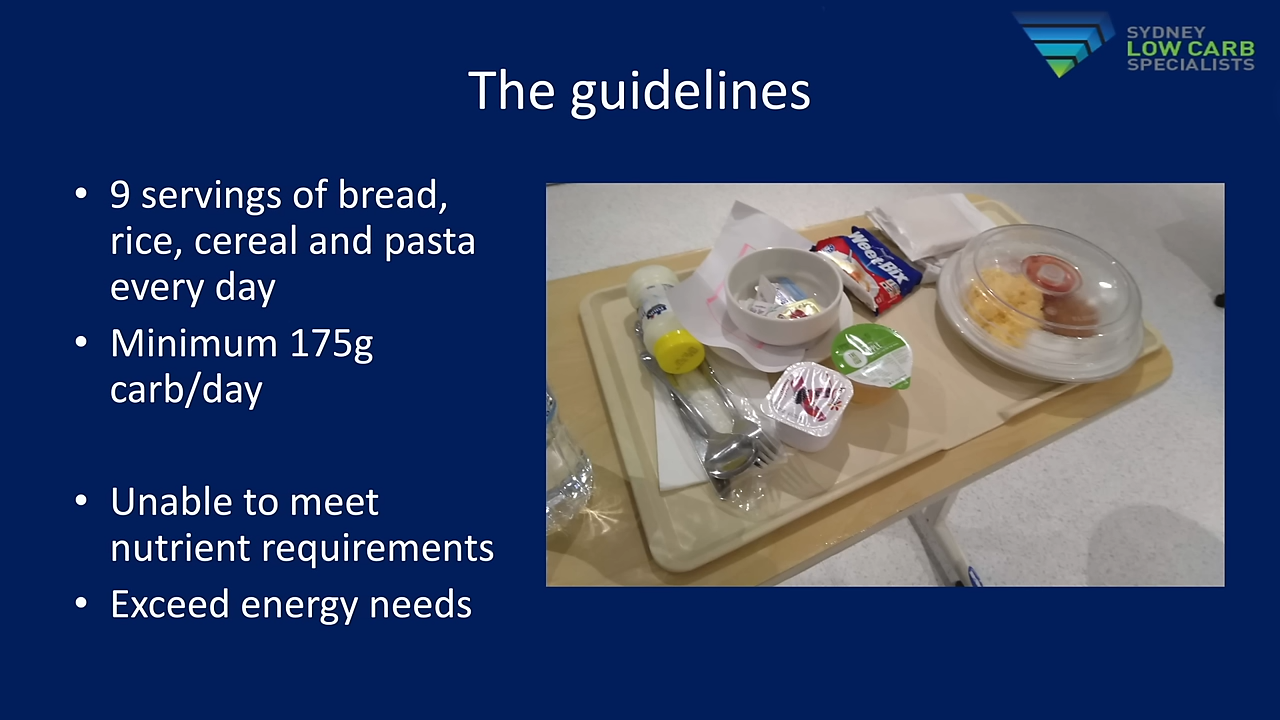 SYDNEY
LOW CARB
SPECIALISTS
The guidelines
• 9 servings of bread,
rice, cereal and pasta
every day
• Minimum 175g
carb/day
• Unable to meet
nutrient requirements
• Exceed energy needs
Weet-Bix